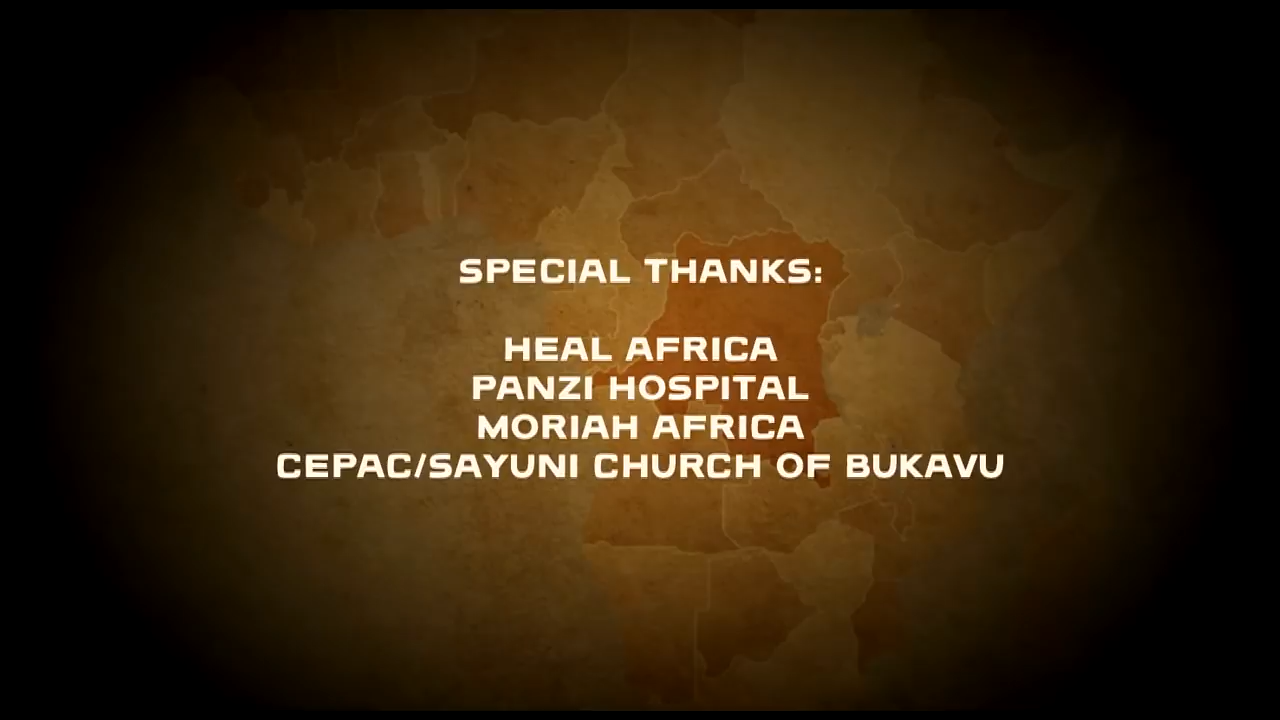 SPECIAL THANKS:
HEAL AFRICA
PANZI HOSPITAL
MORIAH AFRICA
CEPAC/SAYUNI CHURCH OF BUKAVU